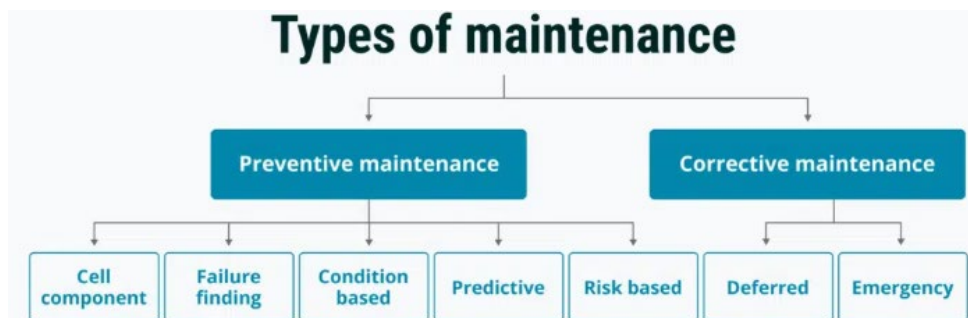 Types of maintenance
Preventive maintenance
Corrective maintenance
Cell
component
Failure
finding
Condition
based
Predictive
Risk based
Deferred
Emergency